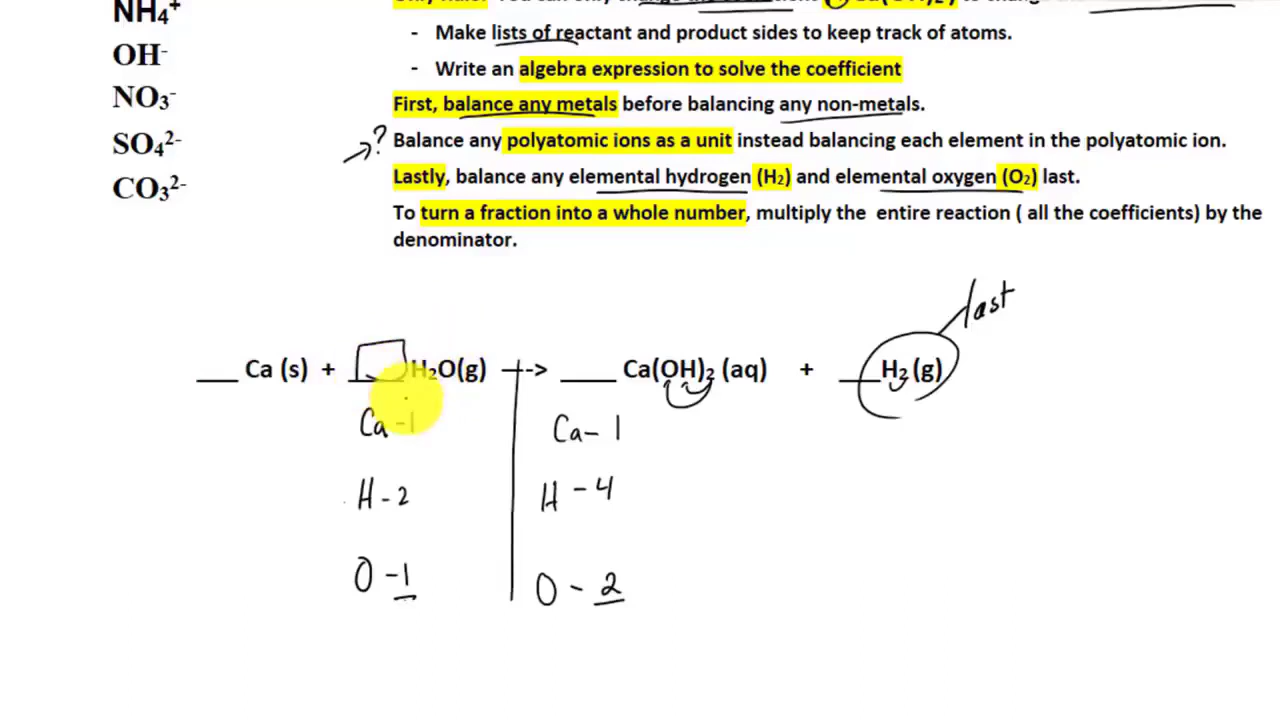 NH₄⁺
- Make lists of reactant and product sides to keep track of atoms.
OH⁻
- Write an algebra expression to solve the coefficient
NO₃⁻
First, balance any metals before balancing any non-metals.
SO₄²⁻
? Balance any polyatomic ions as a unit instead balancing each element in the polyatomic ion.
CO₃²⁻
Lastly, balance any elemental hydrogen (H₂) and elemental oxygen (O₂) last.
To turn a fraction into a whole number, multiply the entire reaction ( all the coefficients) by the
denominator.
last
___ Ca (s) + ___ H₂O(g) --> ____ Ca(OH)₂ (aq) + ___H₂ (g)
Ca - 1 Ca - 1
H - 2 H - 4
O - 1 O - 2